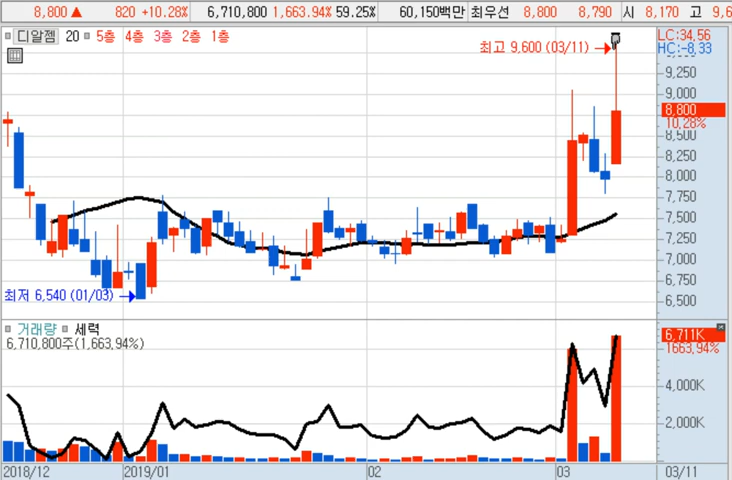 8,800 ▲ 820 +10.28% 6,710,800 1,663.94% 59.25% 60,150백만 최우선 8,800 8,790 시 8,170 고
디알젬 20 5층 4층 3층 2층 1층
최고 9,600 (03/11)
LC:34.56
HC:-8.33
9,250
9,000
8,800
10.28%
8,500
8,250
8,000
7,750
7,500
7,250
7,000
6,750
6,500
최저 6,540 (01/03)
거래량 세력
6,710,800주(1,663.94%)
6,711K
1663.94%
4,000K
2,000K
2018/12 2019/01 02 03 03/11